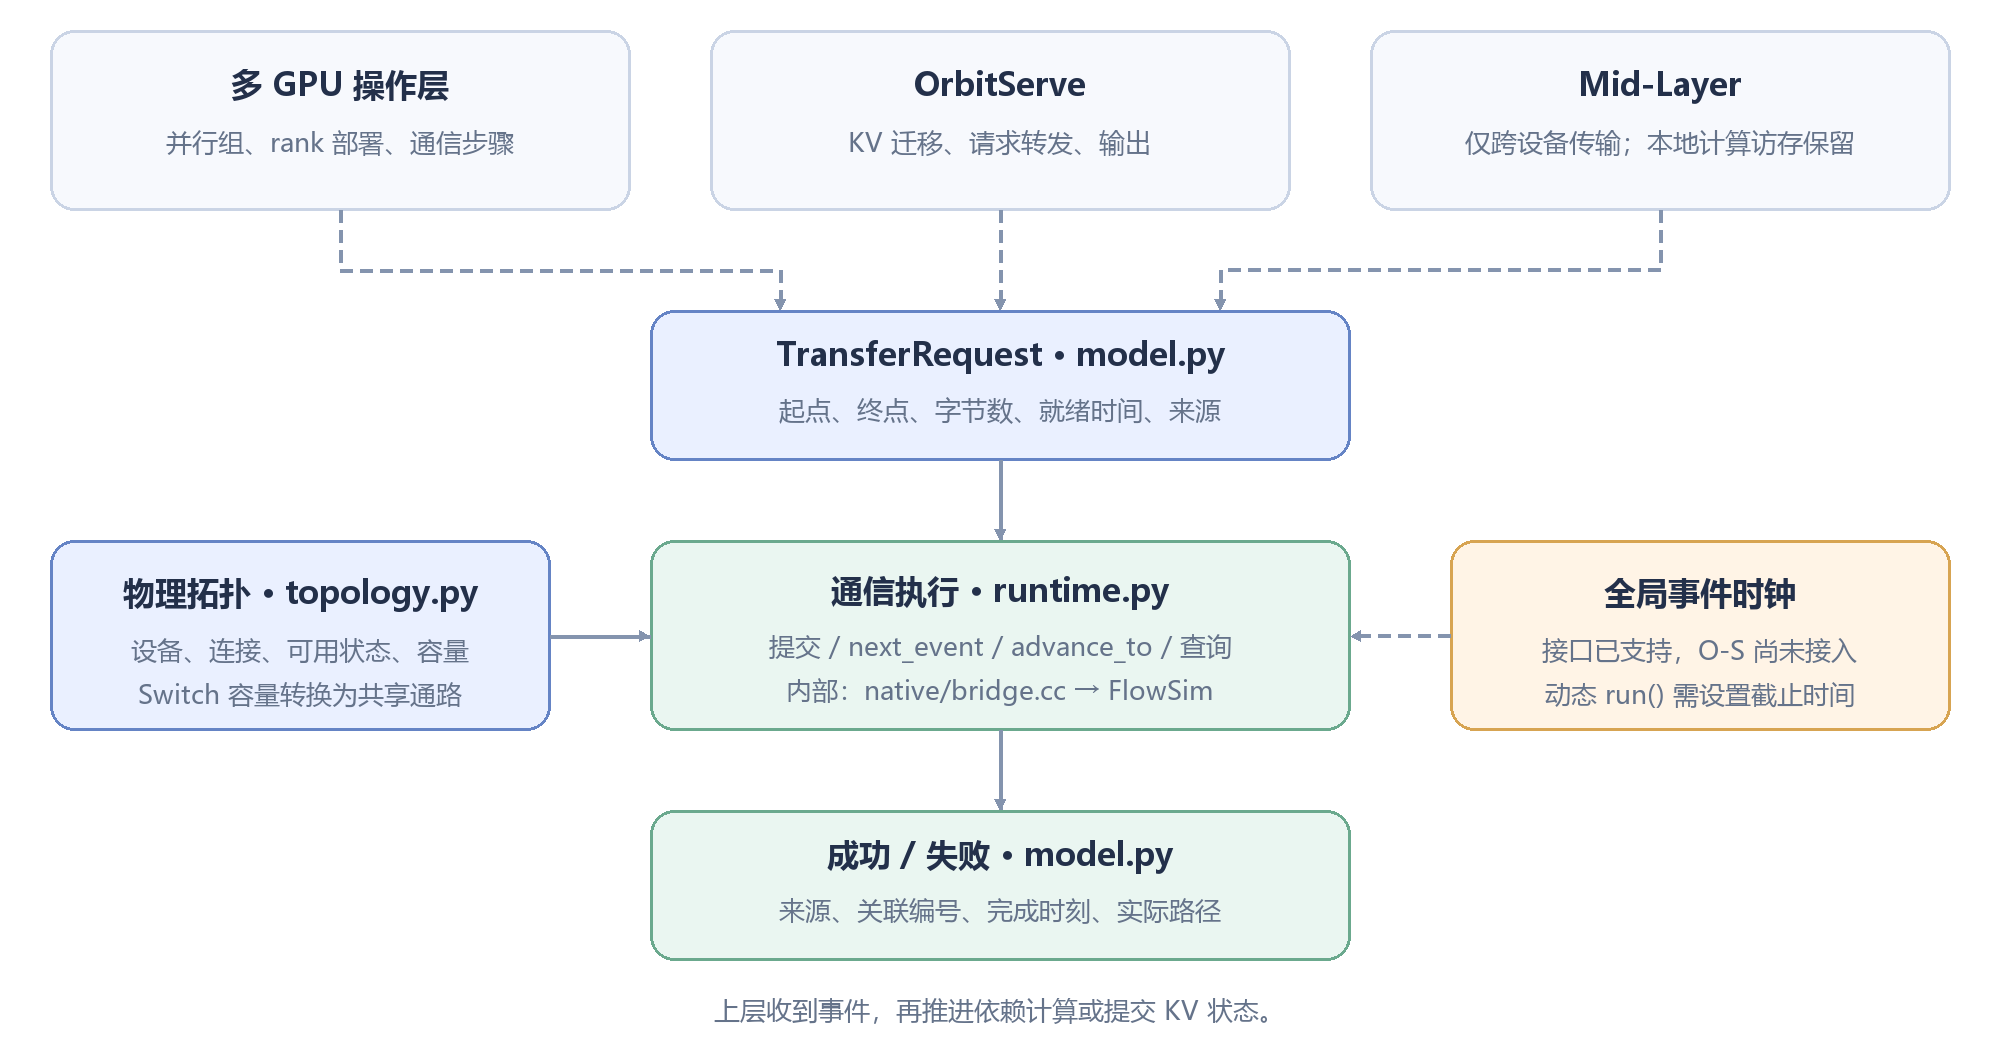 多 GPU 操作层
并行组、rank 部署、通信步骤
OrbitServe
KV 迁移、请求转发、输出
Mid-Layer
仅跨设备传输；本地计算访存保留
TransferRequest • model.py
起点、终点、字节数、就绪时间、来源
物理拓扑 • topology.py
设备、连接、可用状态、容量
Switch 容量转换为共享通路
通信执行 • runtime.py
提交 / next_event / advance_to / 查询
内部：native/bridge.cc → FlowSim
全局事件时钟
接口已支持，O-S 尚未接入
动态 run() 需设置截止时间
成功 / 失败 • model.py
来源、关联编号、完成时刻、实际路径
上层收到事件，再推进依赖计算或提交 KV 状态。